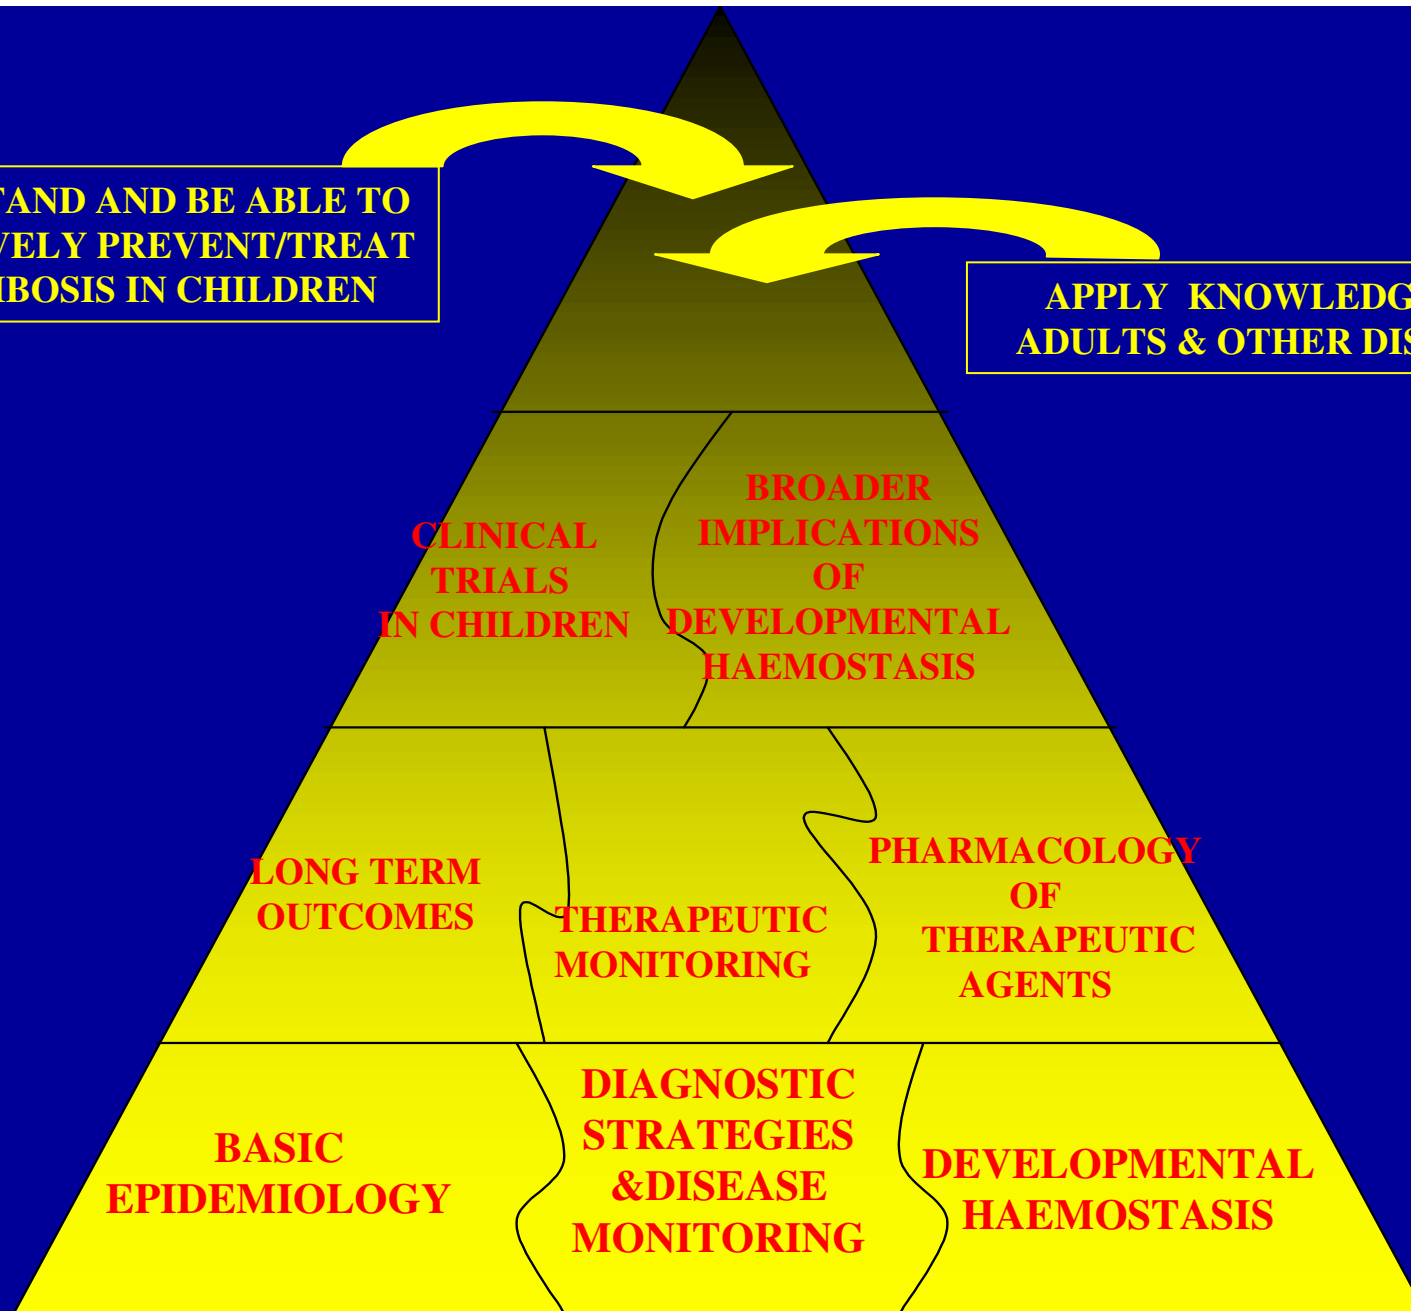 AND AND BE ABLE TO
VELY PREVENT/TREAT
BOSIS IN CHILDREN
APPLY KNOWLEDG
ADULTS & OTHER DIS
CLINICAL
TRIALS
IN CHILDREN
BROADER
IMPLICATIONS
OF
DEVELOPMENTAL
HAEMOSTASIS
LONG TERM
OUTCOMES
THERAPEUTIC
MONITORING
PHARMACOLOGY
OF
THERAPEUTIC
AGENTS
BASIC
EPIDEMIOLOGY
DIAGNOSTIC
STRATEGIES
&DISEASE
MONITORING
DEVELOPMENTAL
HAEMOSTASIS